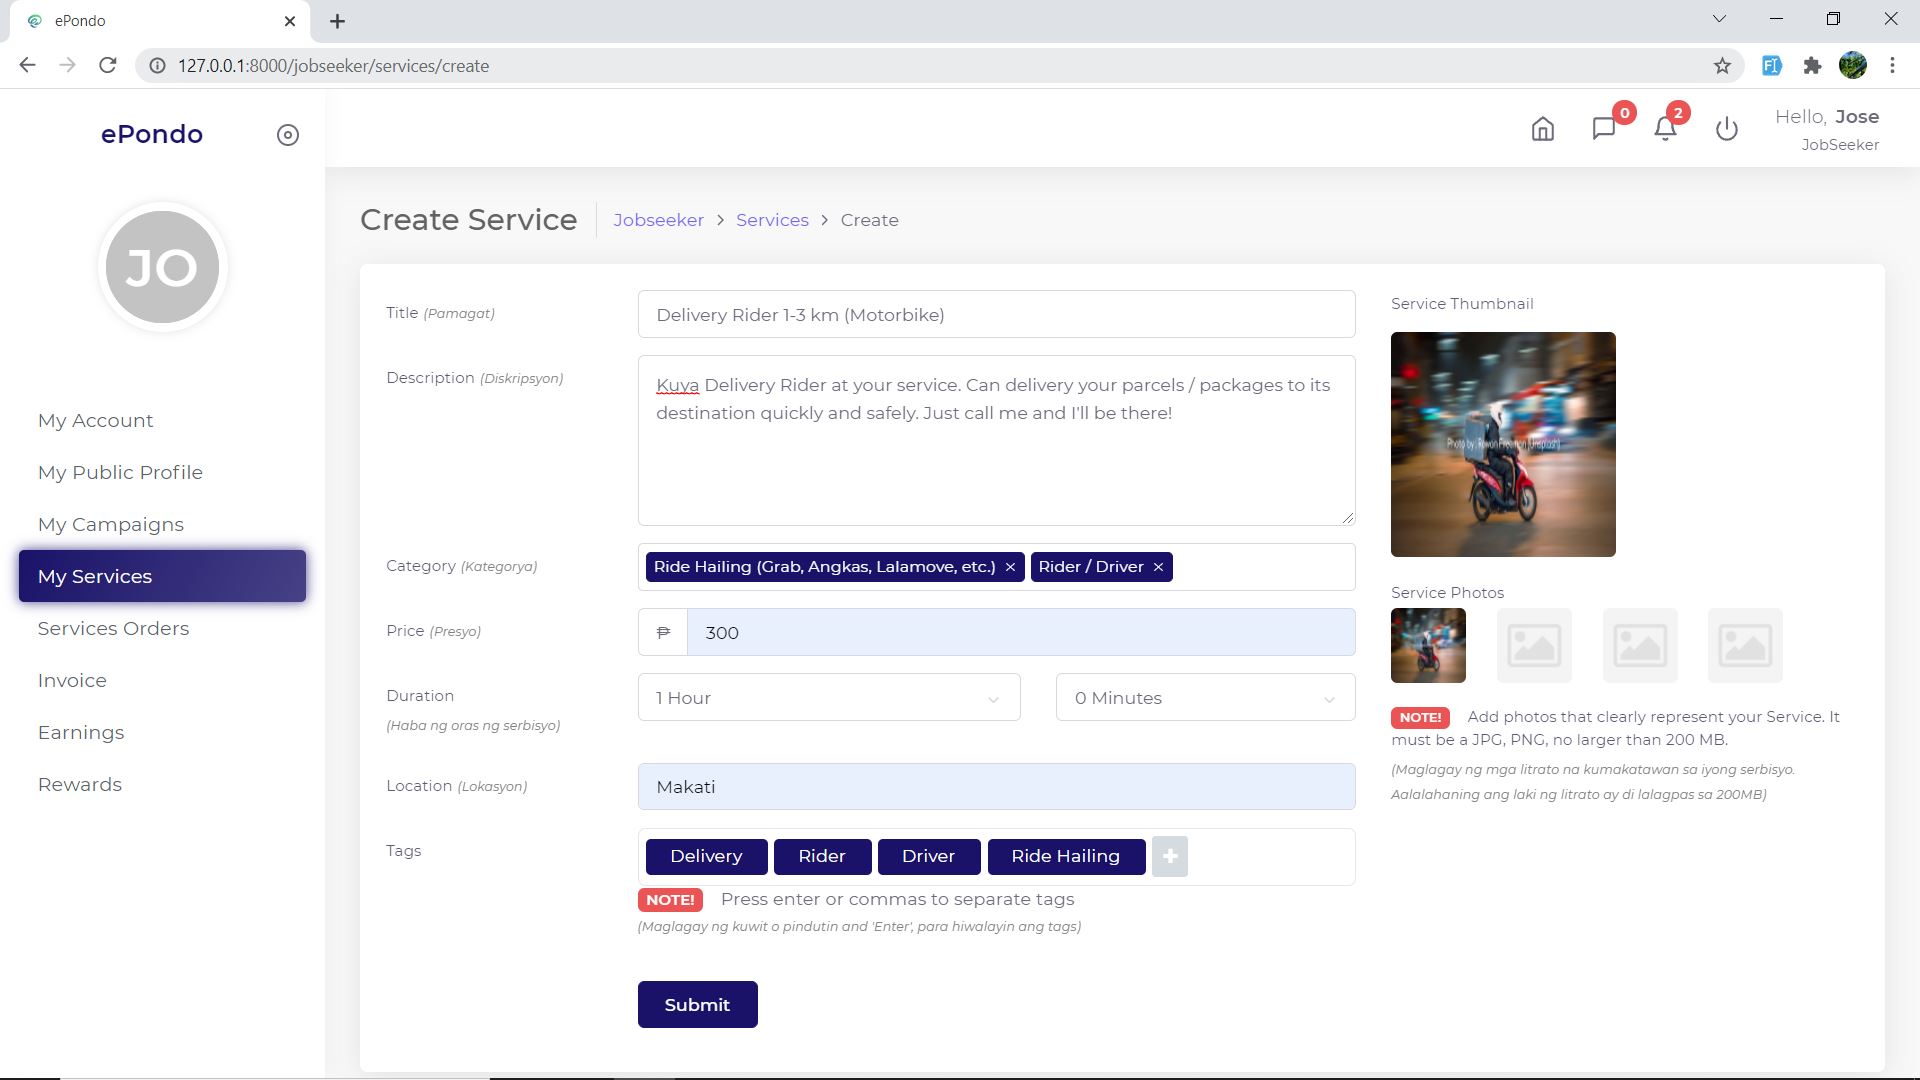 ePondo
127.0.0.1:8000/jobseeker/services/create
ePondo
0
2
Hello, Jose
JobSeeker
JO
My Account
My Public Profile
My Campaigns
My Services
Services Orders
Invoice
Earnings
Rewards
Create Service
Jobseeker > Services > Create
Title (Pamagat)
Delivery Rider 1-3 km (Motorbike)
Description (Diskripsyon)
Kuya Delivery Rider at your service. Can delivery your parcels / packages to its
destination quickly and safely. Just call me and I'll be there!
Category (Kategorya)
Ride Hailing (Grab, Angkas, Lalamove, etc.) × Rider / Driver ×
Price (Presyo)
₱ 300
Duration
(Haba ng oras ng serbisyo)
1 Hour
0 Minutes
Location (Lokasyon)
Makati
Tags
Delivery Rider Driver Ride Hailing +
NOTE! Press enter or commas to separate tags
(Maglagay ng kuwit o pindutin and 'Enter', para hiwalayin ang tags)
Submit
Service Thumbnail
Photo by: Rowan Freeman (Unsplash)
Service Photos
NOTE! Add photos that clearly represent your Service. It
must be a JPG, PNG, no larger than 200 MB.
(Maglagay ng mga litrato na kumakatawan sa iyong serbisyo.
Aalalahaning ang laki ng litrato ay di lalagpas sa 200MB)